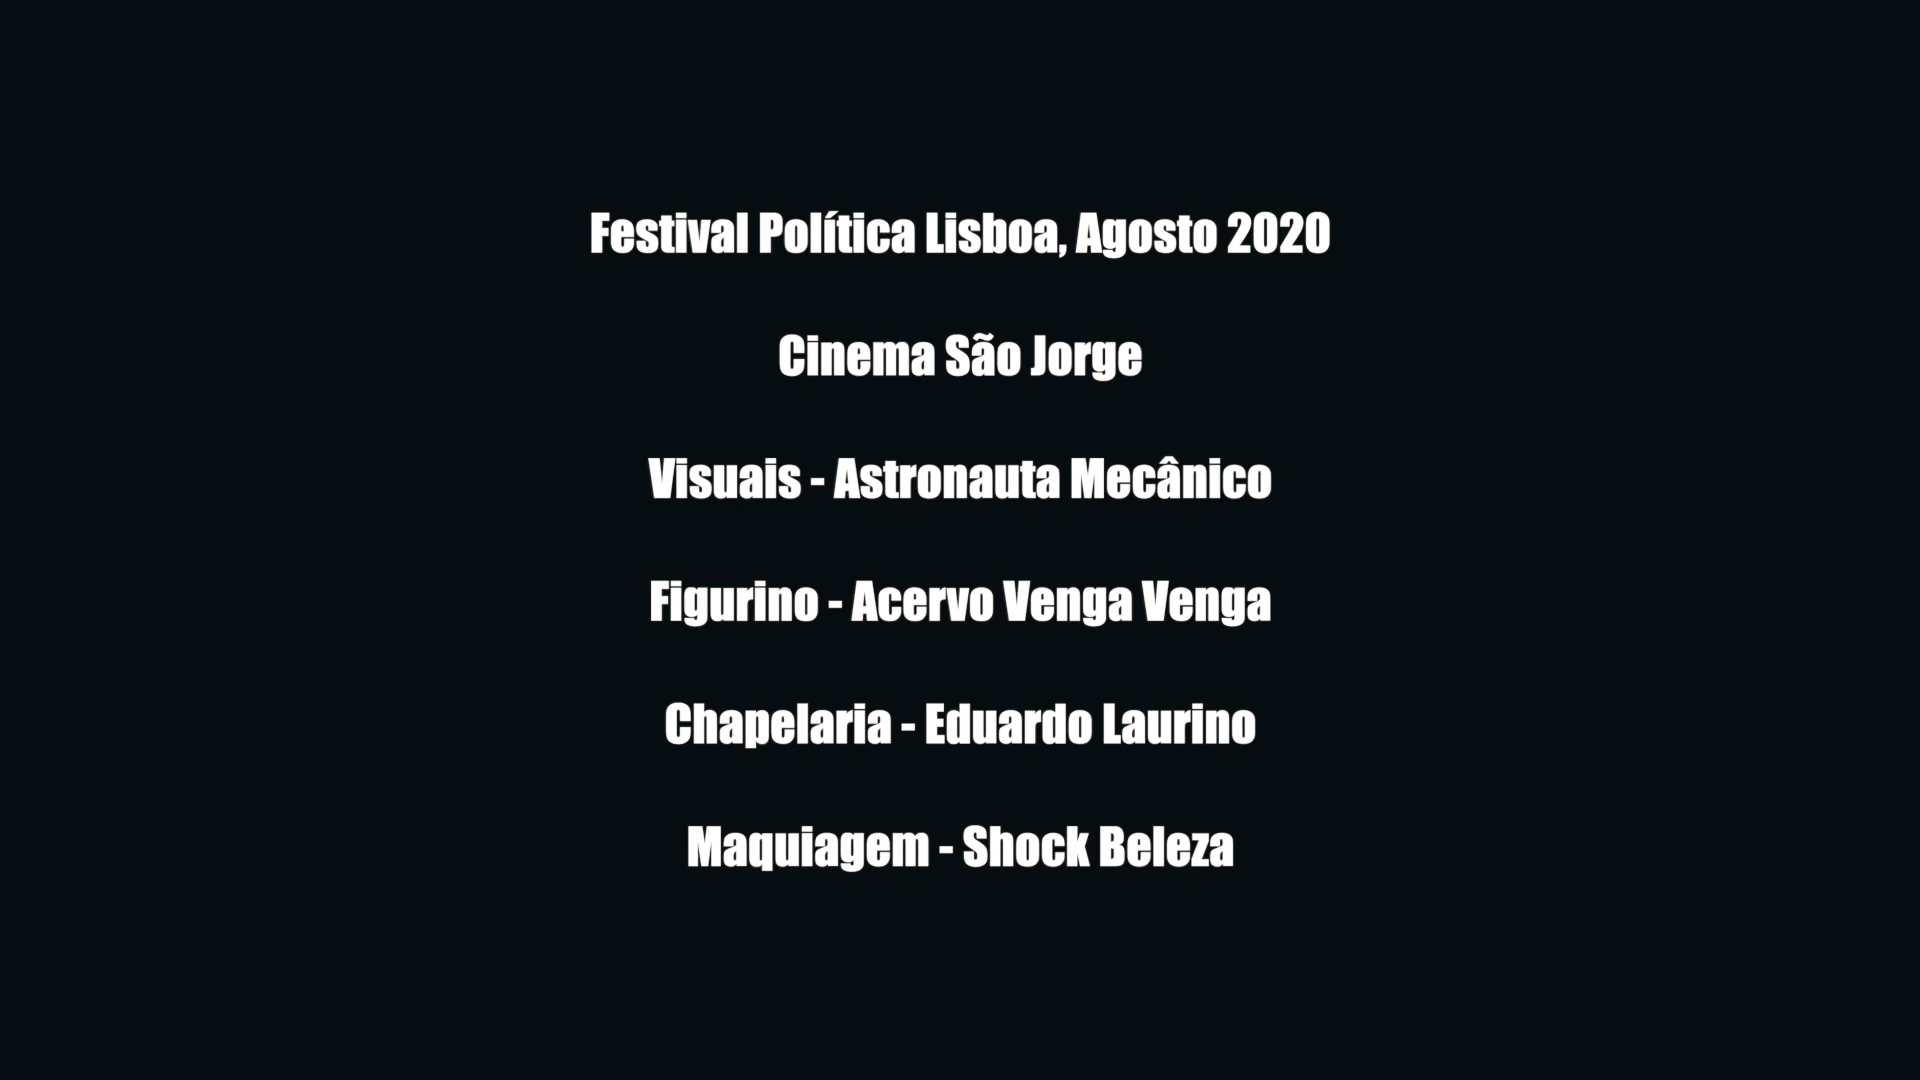 Festival Política Lisboa, Agosto 2020
Cinema São Jorge
Visuais - Astronauta Mecânico
Figurino - Acervo Venga Venga
Chapelaria - Eduardo Laurino
Maquiagem - Shock Beleza